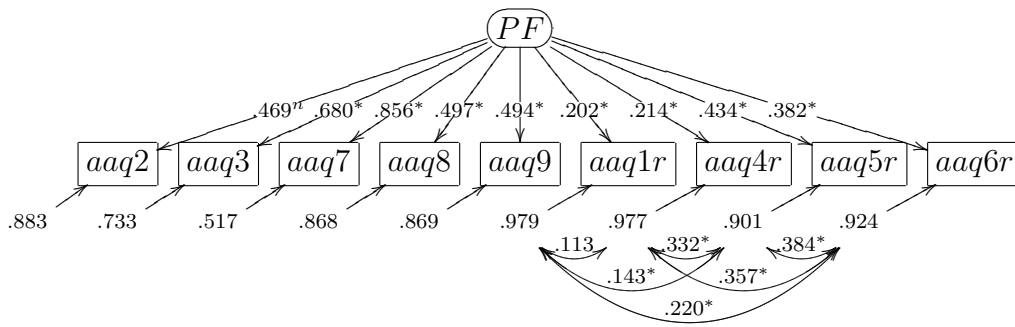 PF
.469ⁿ .680* .856* .497* .494* .202* .214* .434* .382*
aaq2 aaq3 aaq7 aaq8 aaq9 aaq1r aaq4r aaq5r aaq6r
.883 .733 .517 .868 .869 .979 .977 .901 .924
.113 .332* .384*
.143* .357*
.220*